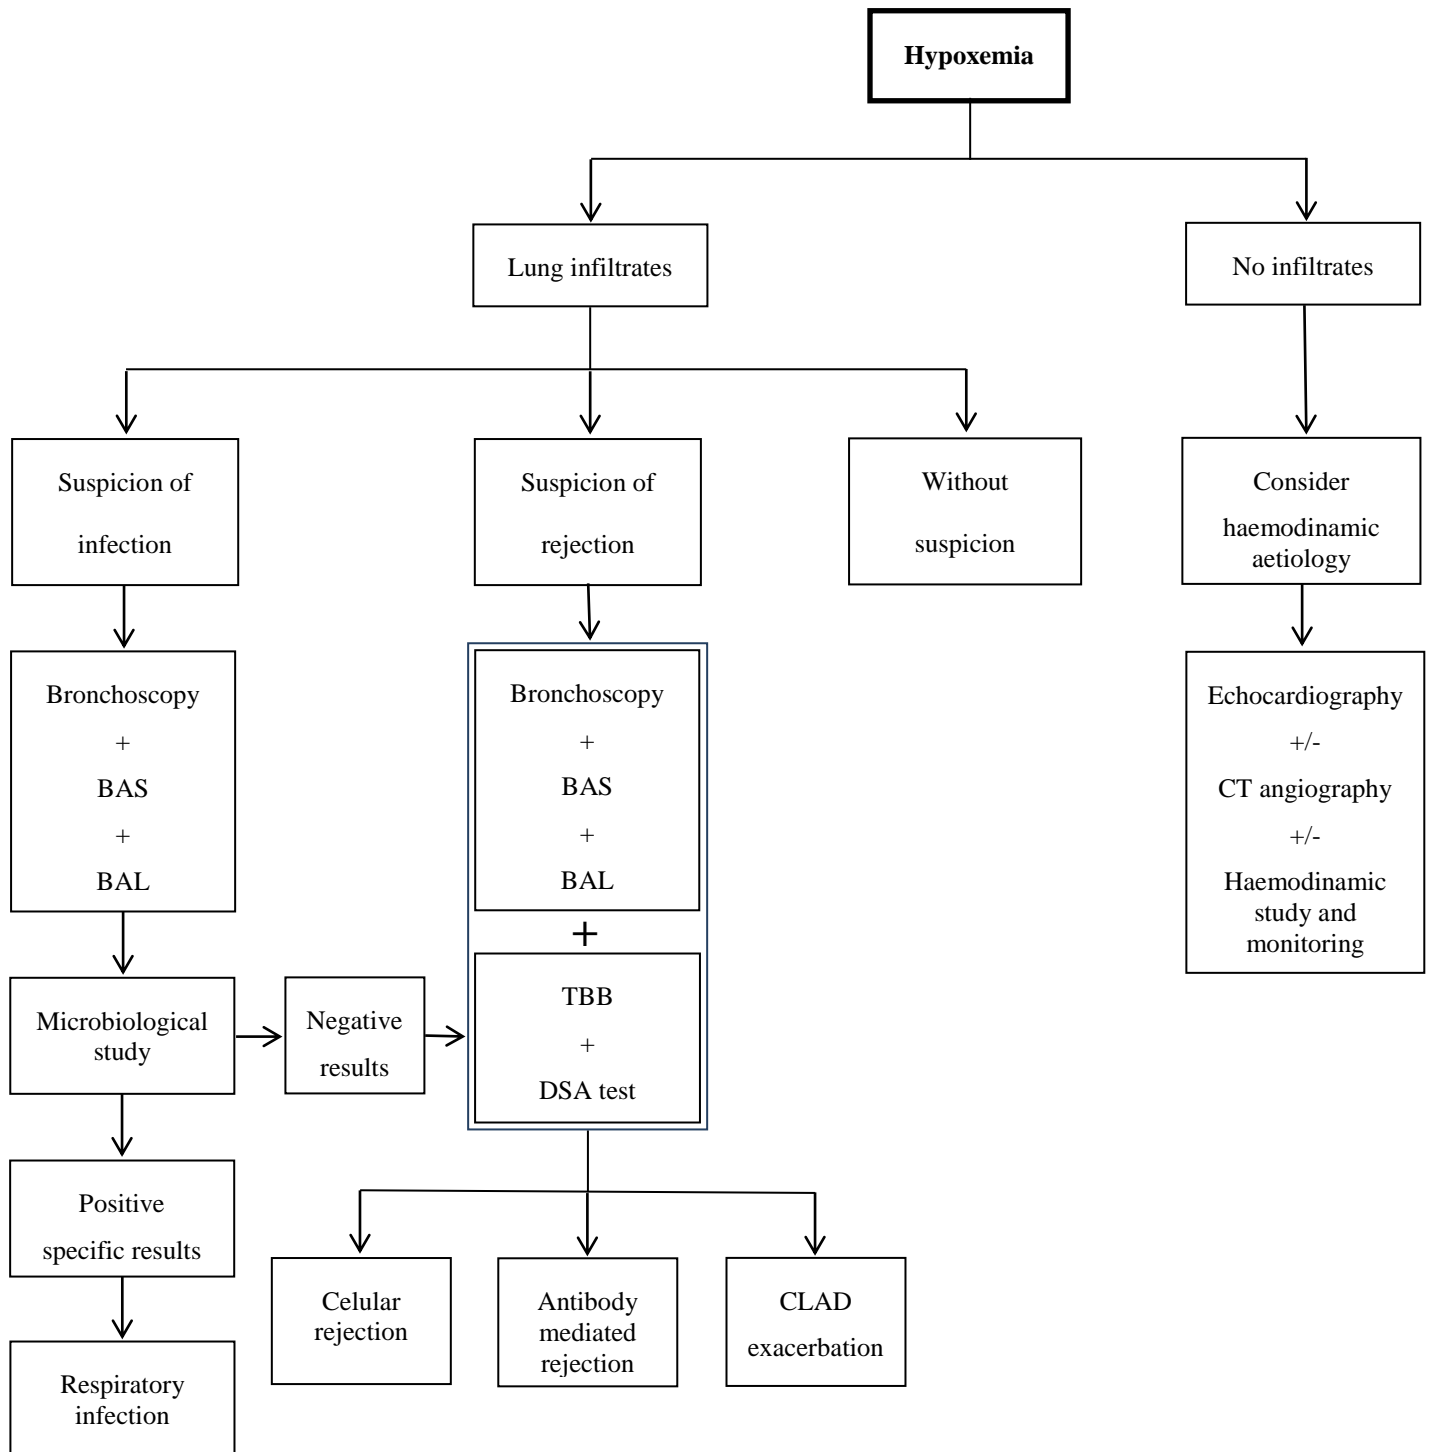 Hypoxemia
Lung infiltrates
No infiltrates
Suspicion of
infection
Suspicion of
rejection
Without
suspicion
Consider
haemodinamic
aetiology
Bronchoscopy
+
BAS
+
BAL
Bronchoscopy
+
BAS
+
BAL
+
TBB
+
DSA test
Echocardiography
+/-
CT angiography
+/-
Haemodinamic
study and
monitoring
Microbiological
study
Negative
results
Positive
specific results
Celular
rejection
Antibody
mediated
rejection
CLAD
exacerbation
Respiratory
infection